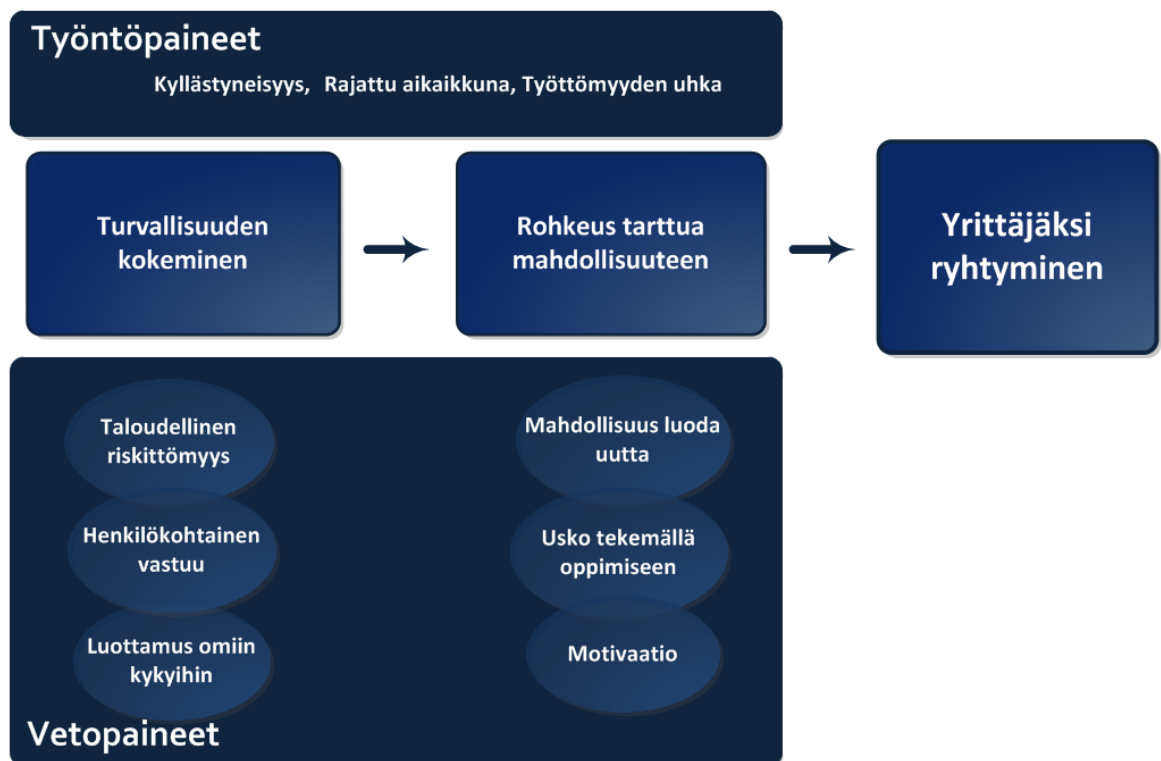 Työntöpaineet
Kyllästyneisyys, Rajattu aikaikkuna, Työttömyyden uhka
Turvallisuuden
kokeminen
Rohkeus tarttua
mahdollisuuteen
Yrittäjäksi
ryhtyminen
Taloudellinen
riskittömyys
Henkilökohtainen
vastuu
Luottamus omiin
kykyihin
Mahdollisuus luoda
uutta
Usko tekemällä
oppimiseen
Motivaatio
Vetopaineet